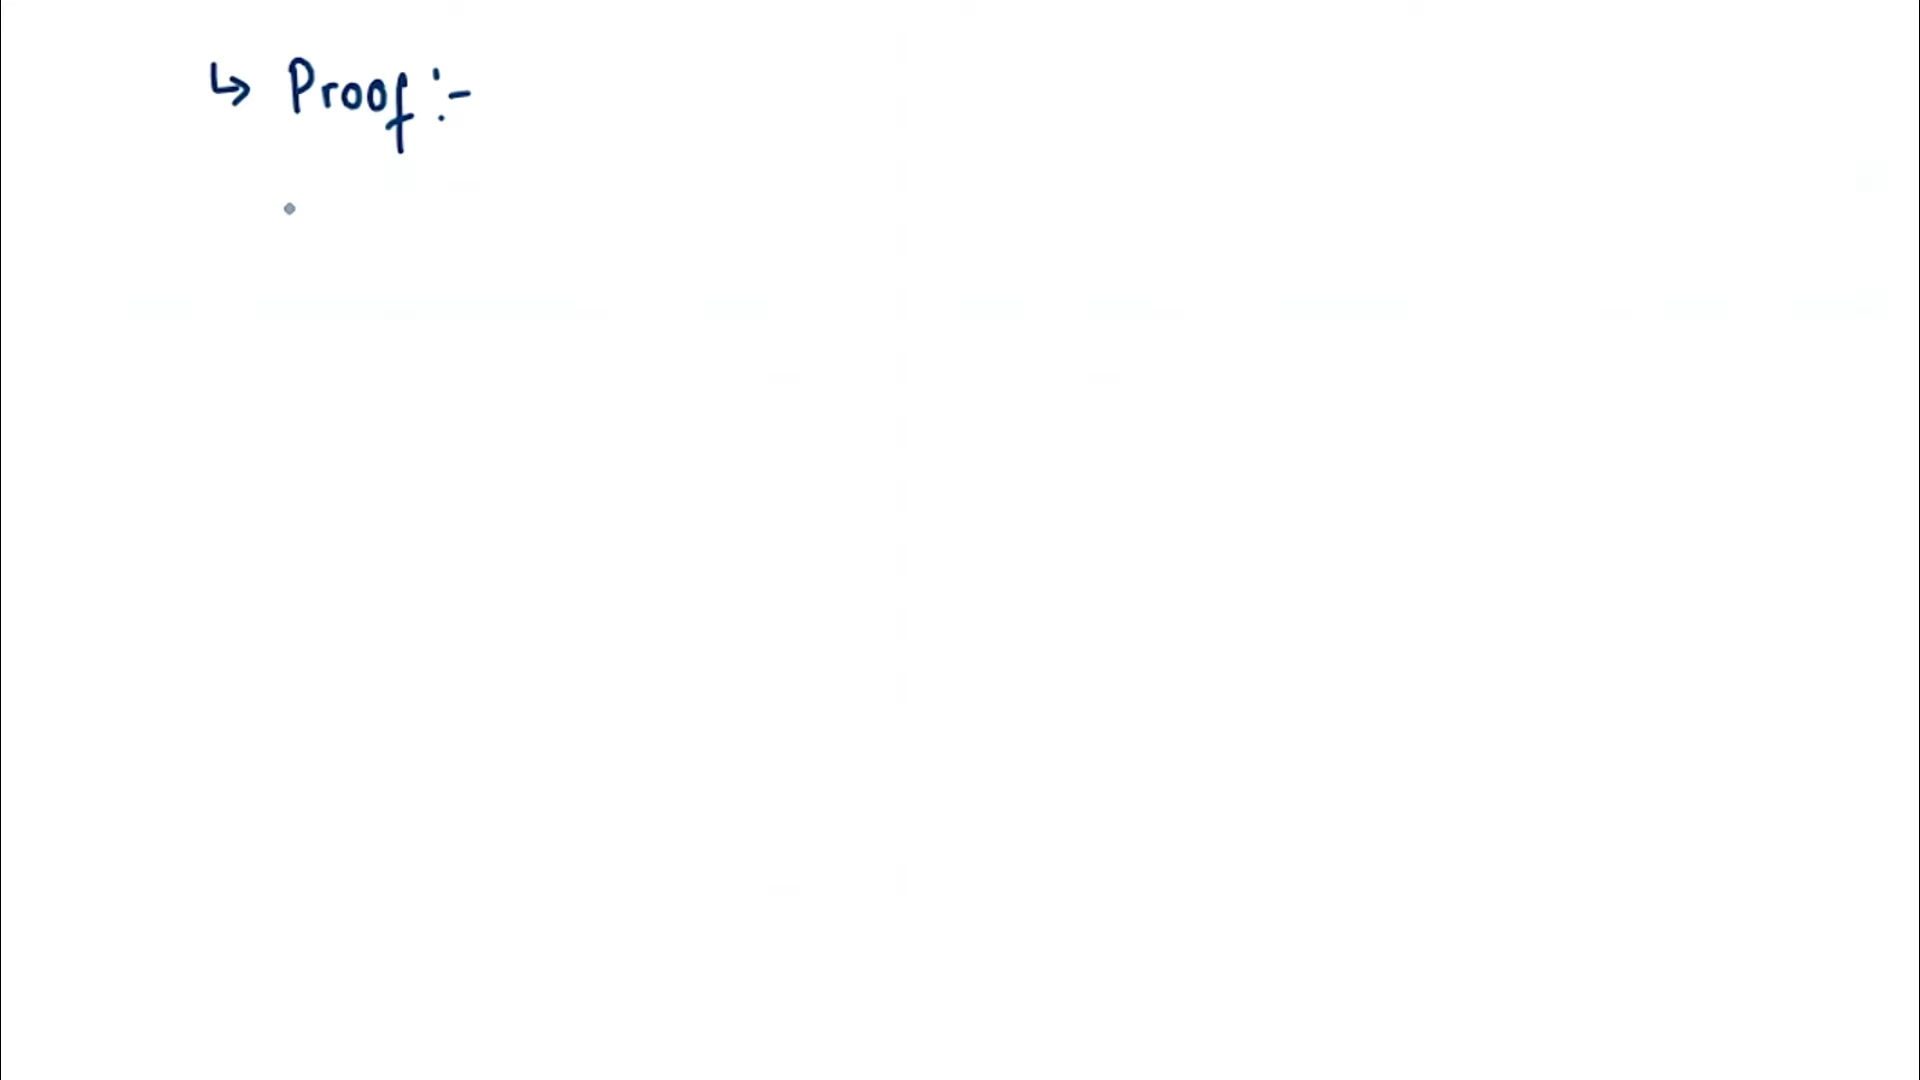 ↳ Proof :-